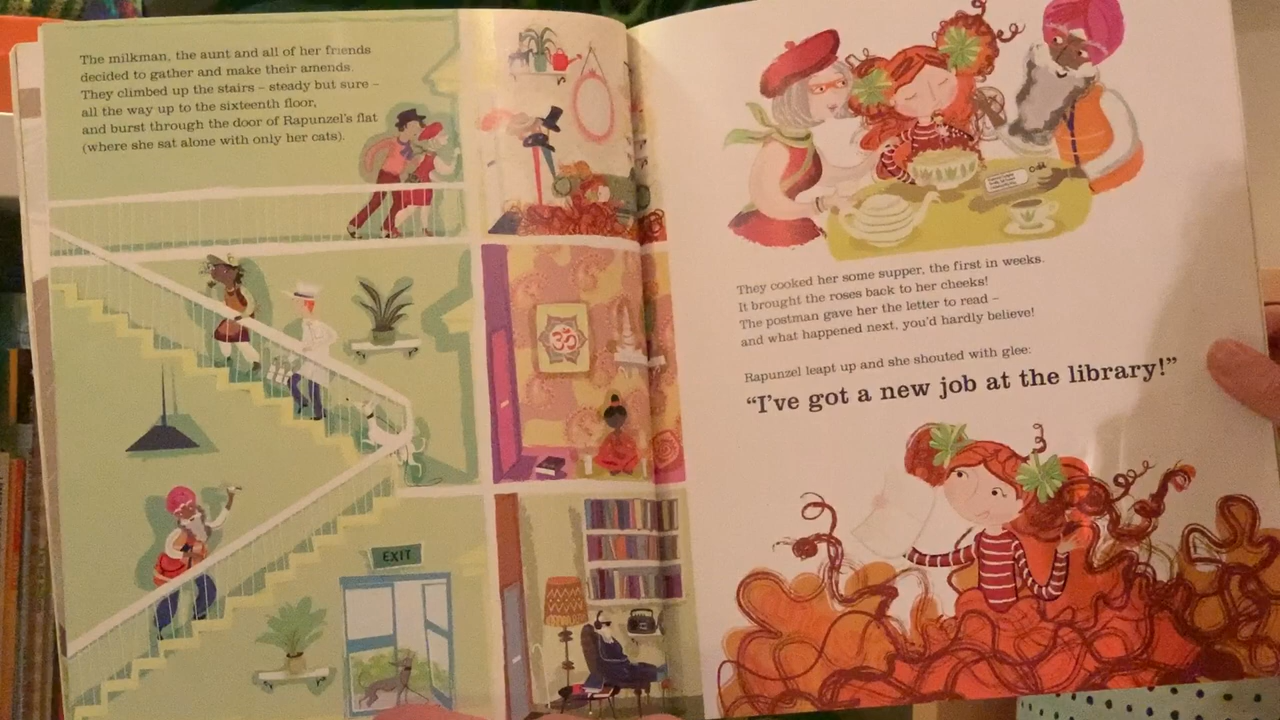 The milkman, the aunt and all of her friends
decided to gather and make their amends.
They climbed up the stairs – steady but sure –
all the way up to the sixteenth floor,
and burst through the door of Rapunzel's flat
(where she sat alone with only her cats).
EXIT
ॐ
They cooked her some supper, the first in weeks.
It brought the roses back to her cheeks!
The postman gave her the letter to read –
and what happened next, you'd hardly believe!
Rapunzel leapt up and she shouted with glee:
“I've got a new job at the library!”